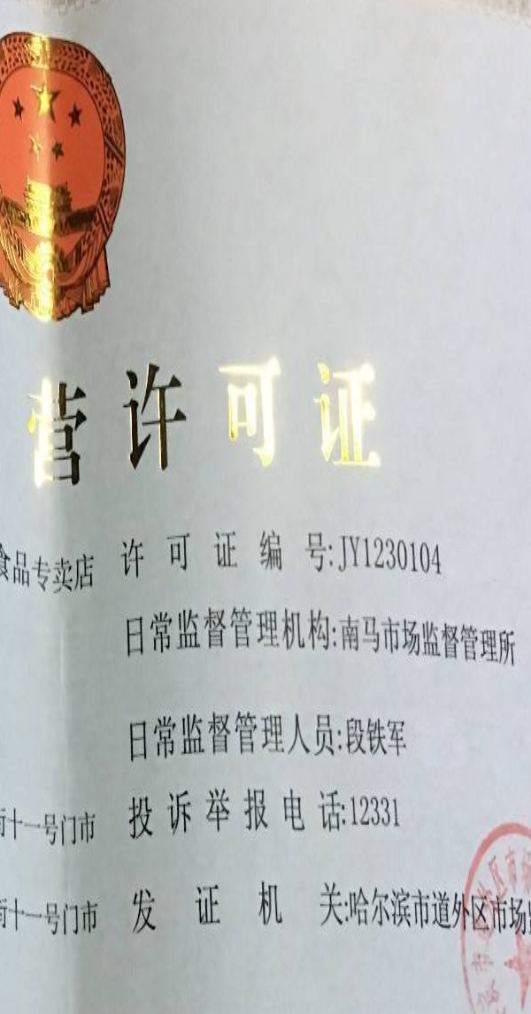 营许可证
食品专卖店 许可证编号:JY1230104
日常监督管理机构:南马市场监督管理所
日常监督管理人员:段铁军
十一号门市 投诉举报电话:12331
十一号门市 发证机关:哈尔滨市道外区市场